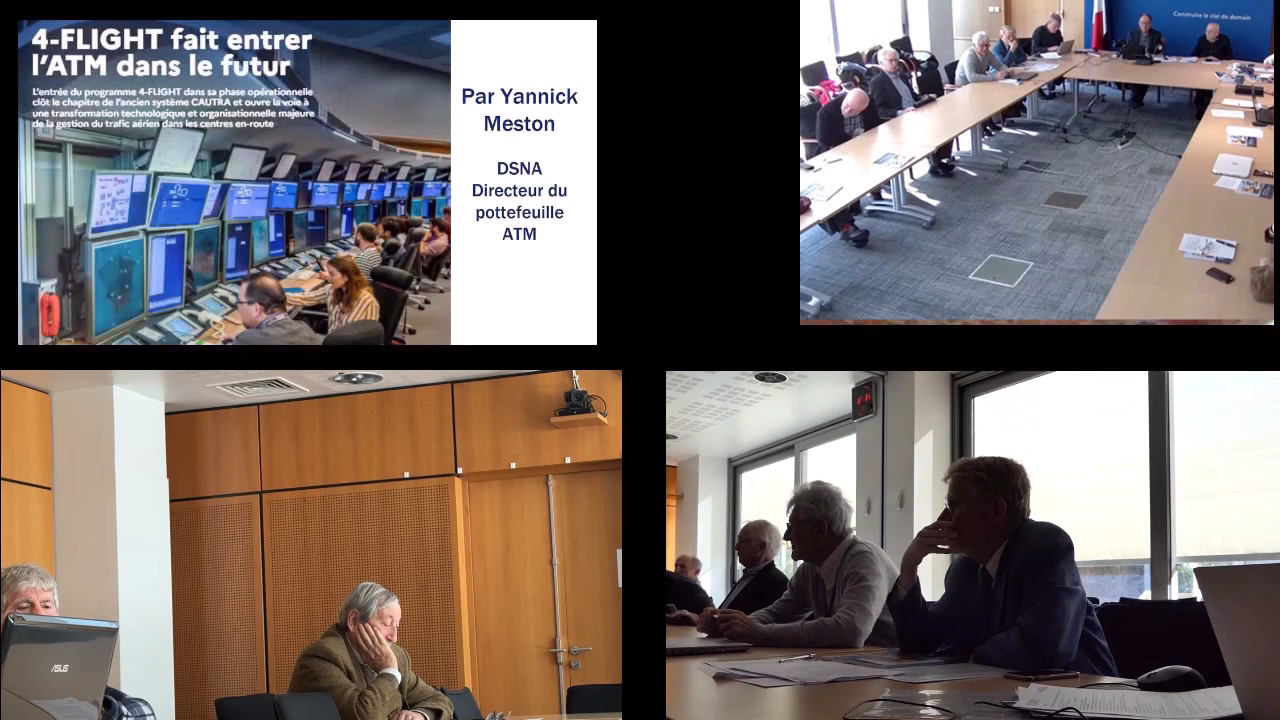 4-FLIGHT fait entrer
l’ATM dans le futur
L’entrée du programme 4-FLIGHT dans sa phase opérationnelle
clôt le chapitre de l’ancien système CAUTRA et ouvre la voie à
une transformation technologique et organisationnelle majeure
de la gestion du trafic aérien dans les centres en-route
Par Yannick
Meston
DSNA
Directeur du
pottefeuille
ATM
Construire le ciel de demain
ASUS